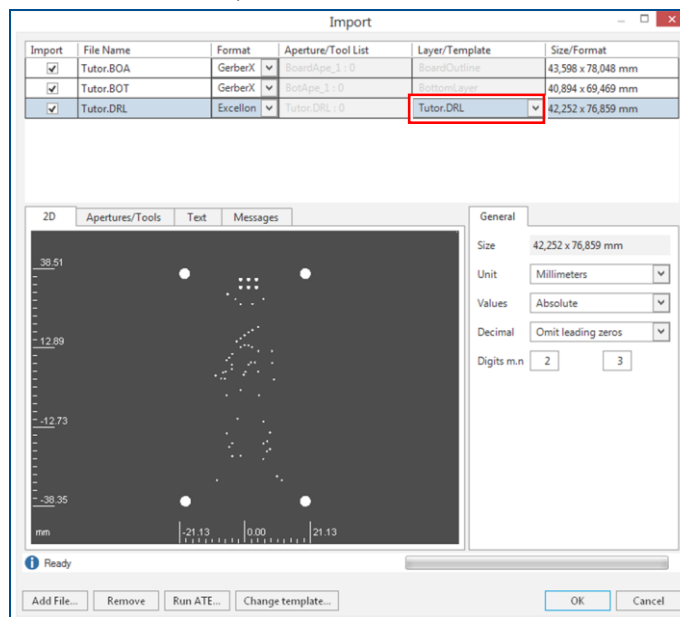 Import
Import File Name Format Aperture/Tool List Layer/Template Size/Format
Tutor.BOA GerberX BoardApe_1 : 0 BoardOutline 43,598 x 78,048 mm
Tutor.BOT GerberX BotApe_1 : 0 BottomLayer 40,894 x 69,469 mm
Tutor.DRL Excellon Tutor.DRL : 0 Tutor.DRL 42,252 x 76,859 mm
2D Apertures/Tools Text Messages General
Size 42,252 x 76,859 mm
38.51
Unit Millimeters
Values Absolute
12.89
Decimal Omit leading zeros
Digits m.n 2 3
-12.73
-38.35
mm -21.13 0.00 21.13
Ready
Add File... Remove Run ATE... Change template... OK Cancel